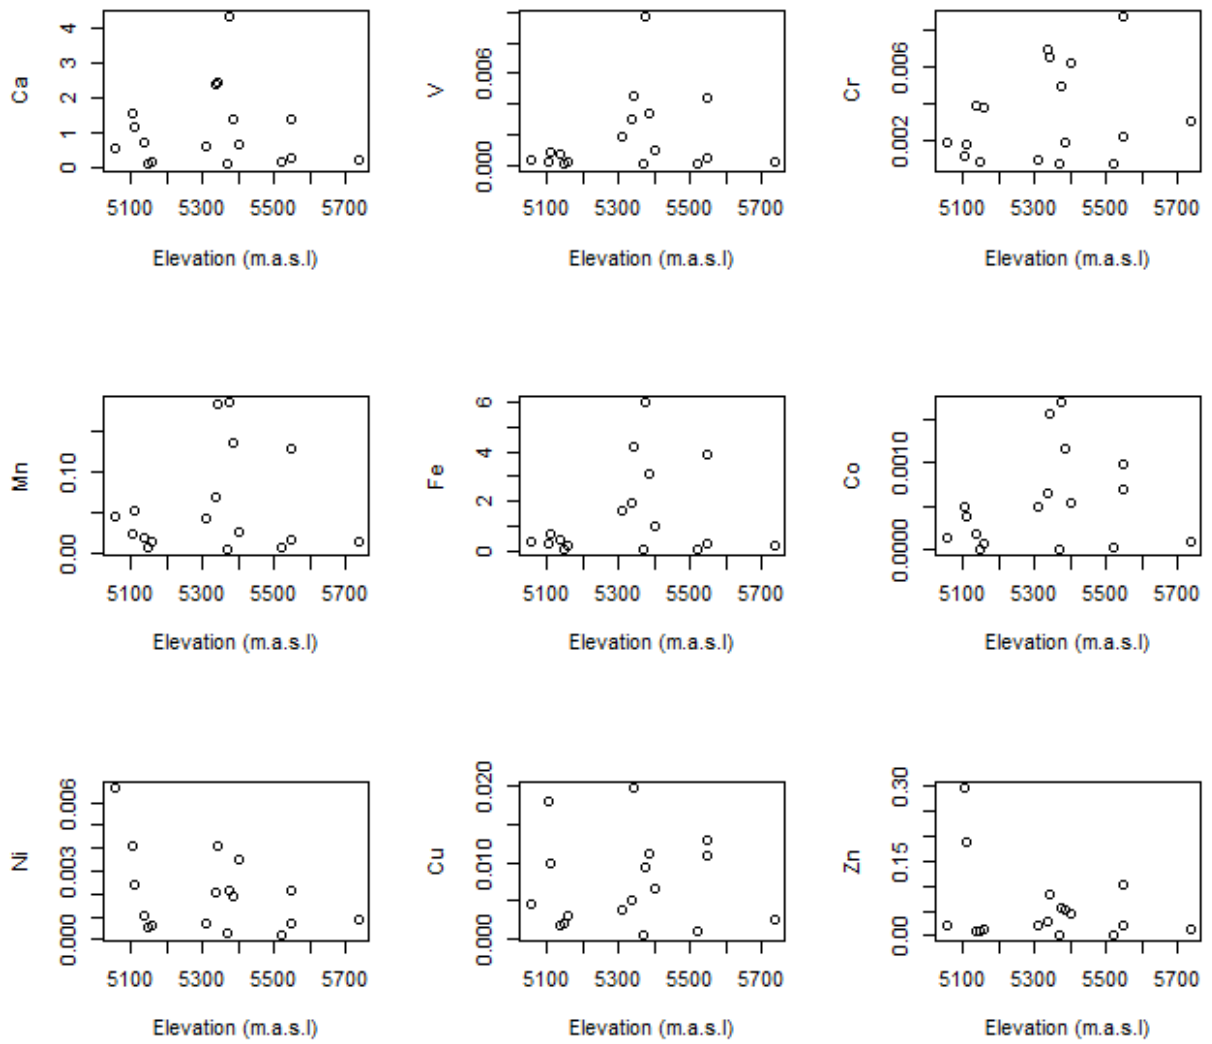 Ca
4
3
2
1
0
5100 5300 5500 5700
Elevation (m.a.s.l)
V
0.006
0.000
5100 5300 5500 5700
Elevation (m.a.s.l)
Cr
0.006
0.002
5100 5300 5500 5700
Elevation (m.a.s.l)
Mn
0.10
0.00
5100 5300 5500 5700
Elevation (m.a.s.l)
Fe
6
4
2
0
5100 5300 5500 5700
Elevation (m.a.s.l)
Co
0.0010
0.0000
5100 5300 5500 5700
Elevation (m.a.s.l)
Ni
0.006
0.003
0.000
5100 5300 5500 5700
Elevation (m.a.s.l)
Cu
0.020
0.010
0.000
5100 5300 5500 5700
Elevation (m.a.s.l)
Zn
0.30
0.15
0.00
5100 5300 5500 5700
Elevation (m.a.s.l)